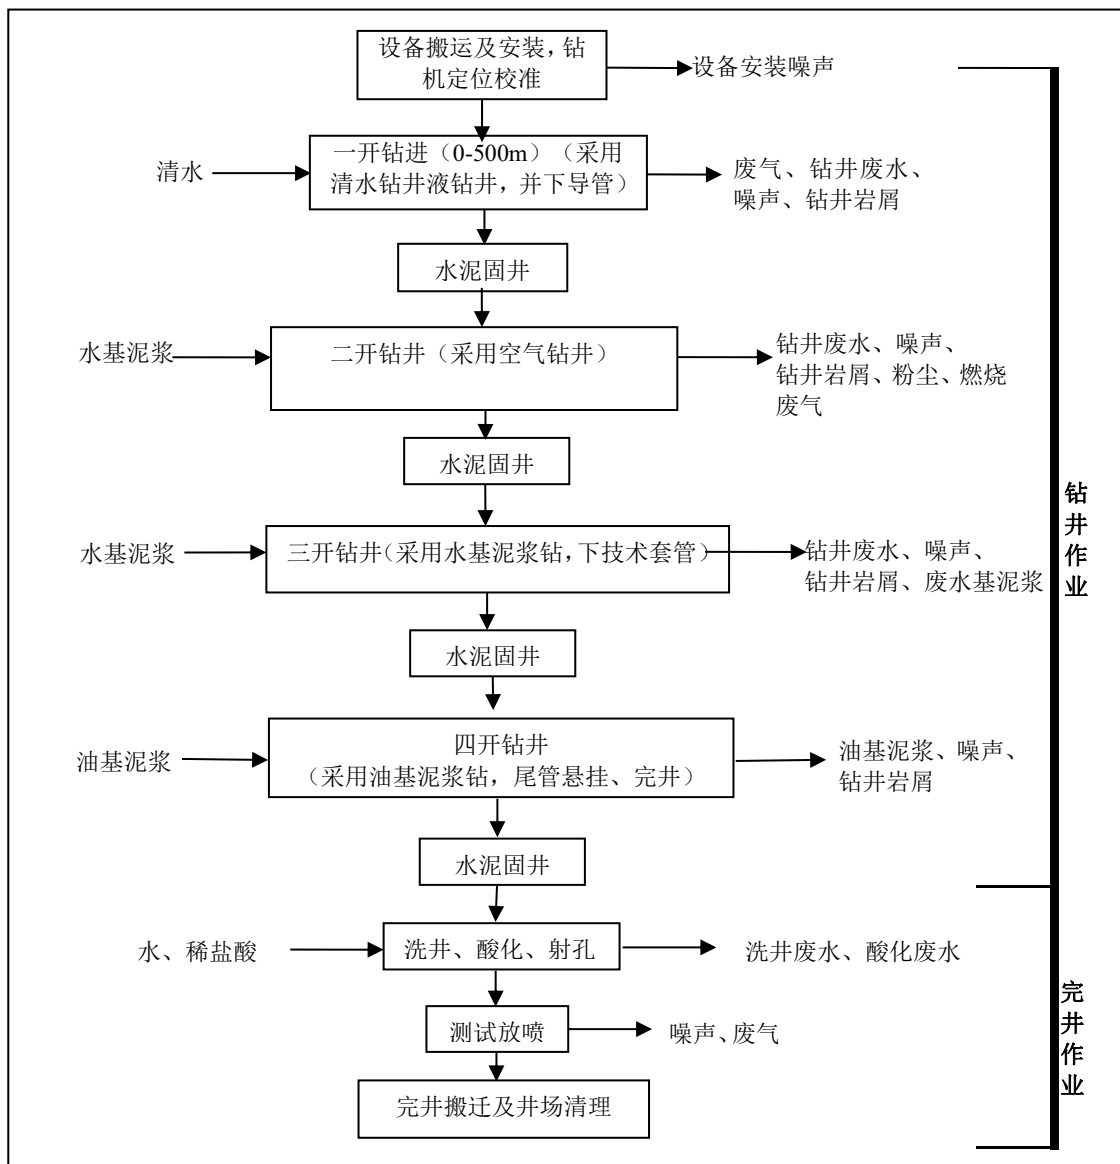 设备搬运及安装,钻
机定位校准
设备安装噪声
清水
一开钻进（0-500m）（采用
清水钻井液钻井，并下导管）
废气、钻井废水、
噪声、钻井岩屑
水泥固井
水基泥浆
二开钻井（采用空气钻井）
钻井废水、噪声、
钻井岩屑、粉尘、燃烧
废气
水泥固井
水基泥浆
三开钻井(采用水基泥浆钻,下技术套管)
钻井废水、噪声、
钻井岩屑、废水基泥浆
水泥固井
油基泥浆
四开钻井
（采用油基泥浆钻，尾管悬挂、完井）
油基泥浆、噪声、
钻井岩屑
水泥固井
钻井作业
水、稀盐酸
洗井、酸化、射孔
洗井废水、酸化废水
测试放喷
噪声、废气
完井搬迁及井场清理
完井作业